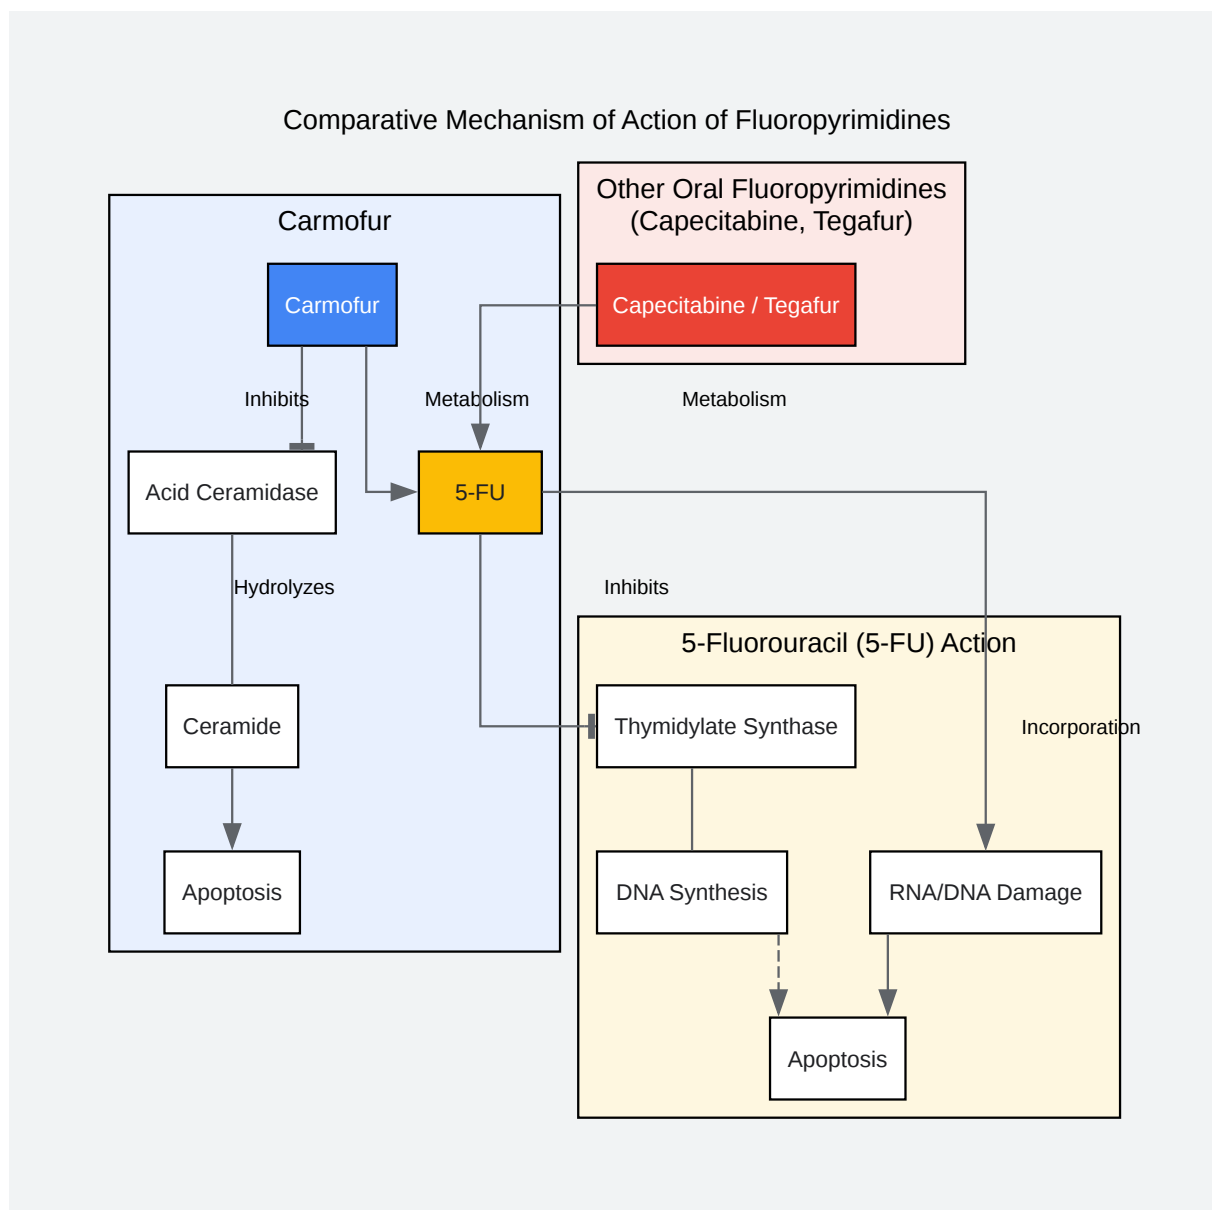 Comparative Mechanism of Action of Fluoropyrimidines
Other Oral Fluoropyrimidines
(Capecitabine, Tegafur)
Carmofur
Carmofur
Capecitabine / Tegafur
Inhibits
Metabolism
Metabolism
Acid Ceramidase
5-FU
Hydrolyzes
Inhibits
5-Fluorouracil (5-FU) Action
Ceramide
Thymidylate Synthase
Incorporation
Apoptosis
DNA Synthesis
RNA/DNA Damage
Apoptosis